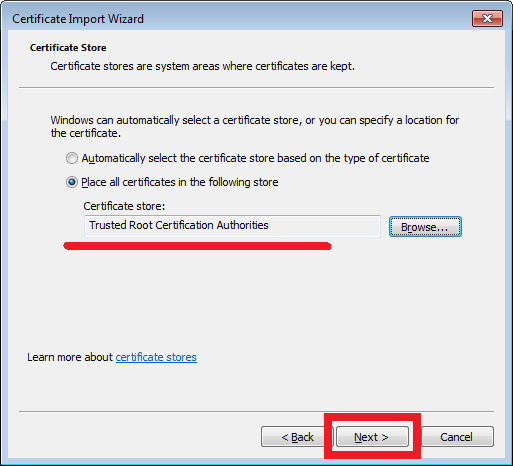 Certificate Import Wizard
Certificate Store
Certificate stores are system areas where certificates are kept.
Windows can automatically select a certificate store, or you can specify a location for
the certificate.
Automatically select the certificate store based on the type of certificate
Place all certificates in the following store
Certificate store:
Trusted Root Certification Authorities
Browse...
Learn more about certificate stores
< Back
Next >
Cancel